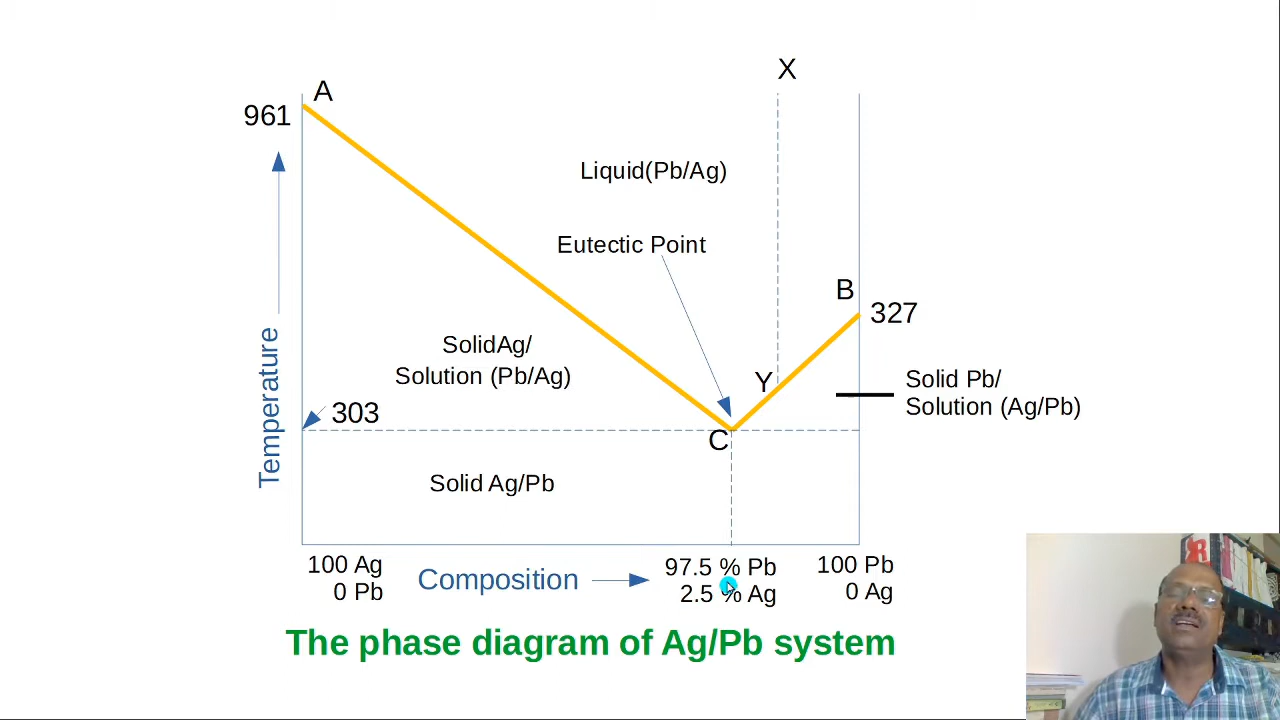 X
A
961
Liquid(Pb/Ag)
Eutectic Point
B
327
SolidAg/
Solution (Pb/Ag)
Y
Solid Pb/
Solution (Ag/Pb)
303
C
Temperature
Solid Ag/Pb
100 Ag
0 Pb
Composition
97.5 % Pb
2.5 % Ag
100 Pb
0 Ag
The phase diagram of Ag/Pb system